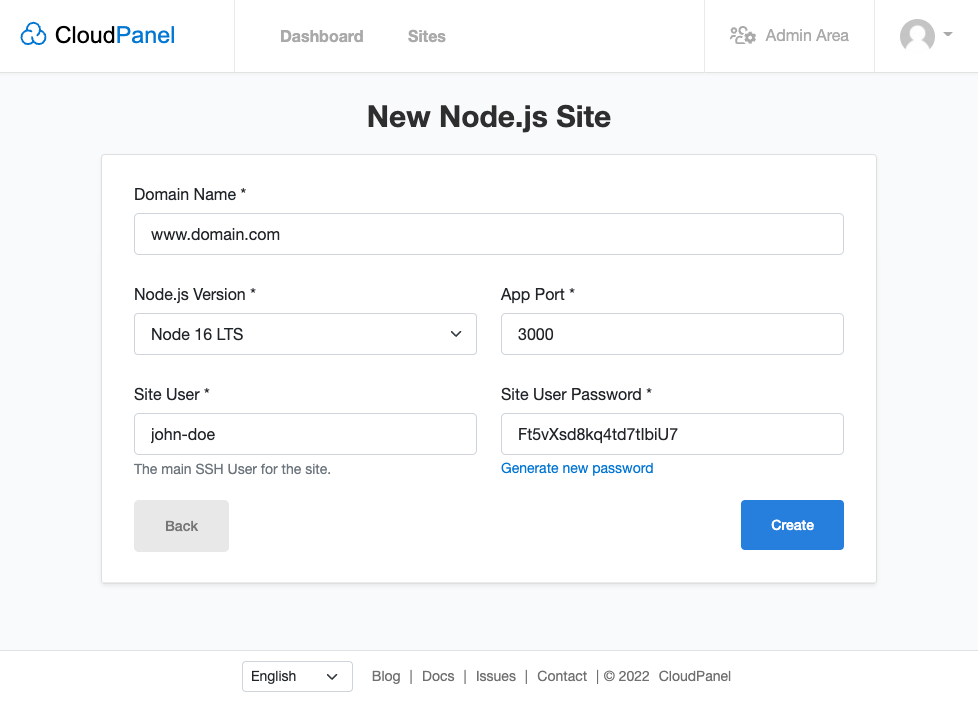 CloudPanel Dashboard Sites Admin Area
New Node.js Site
Domain Name *
www.domain.com
Node.js Version * App Port *
Node 16 LTS 3000
Site User * Site User Password *
john-doe Ft5vXsd8kq4td7tIbiU7
The main SSH User for the site. Generate new password
Back Create
English Blog | Docs | Issues | Contact | © 2022 CloudPanel